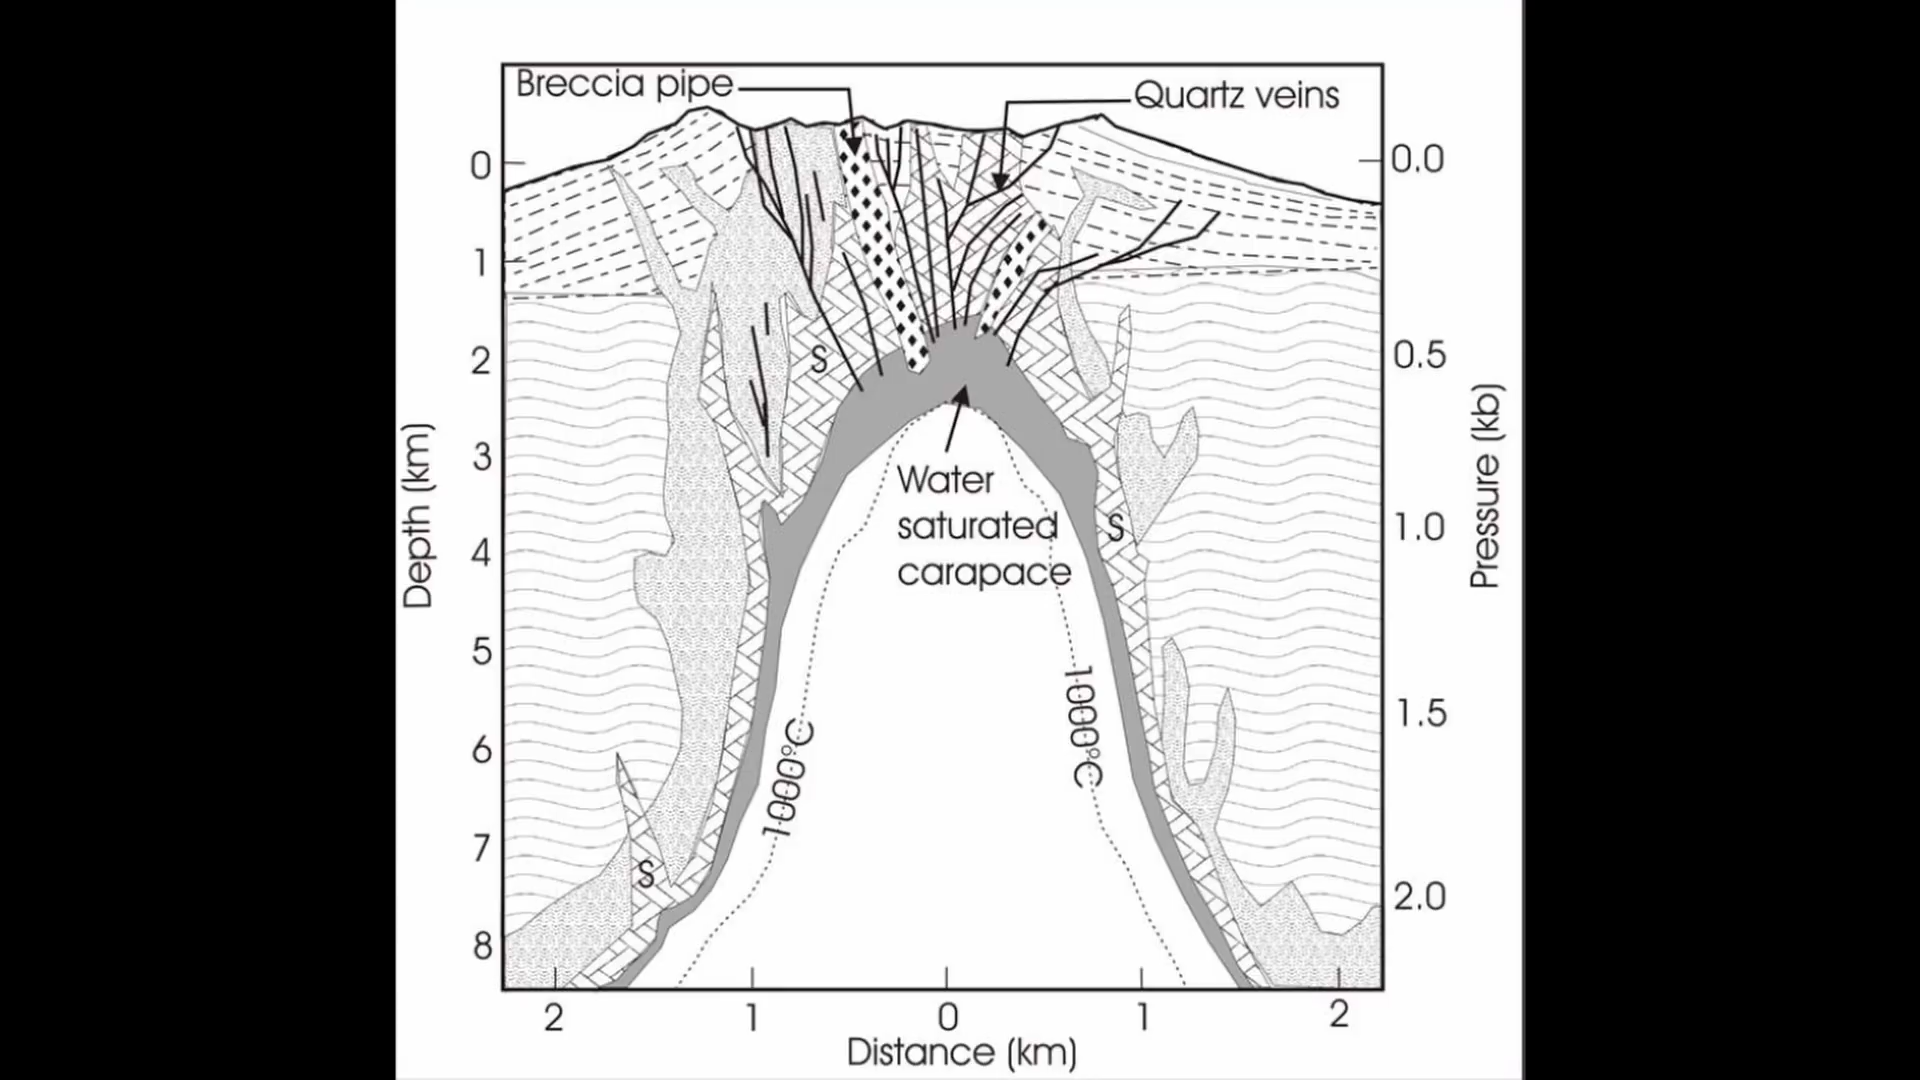 Breccia pipe
Quartz veins
0
1
2
3
4
5
6
7
8
Depth (km)
0.0
0.5
1.0
1.5
2.0
Pressure (kb)
S
Water
saturated
carapace
S
1000°C
1000°C
S
2
1
0
1
2
Distance (km)